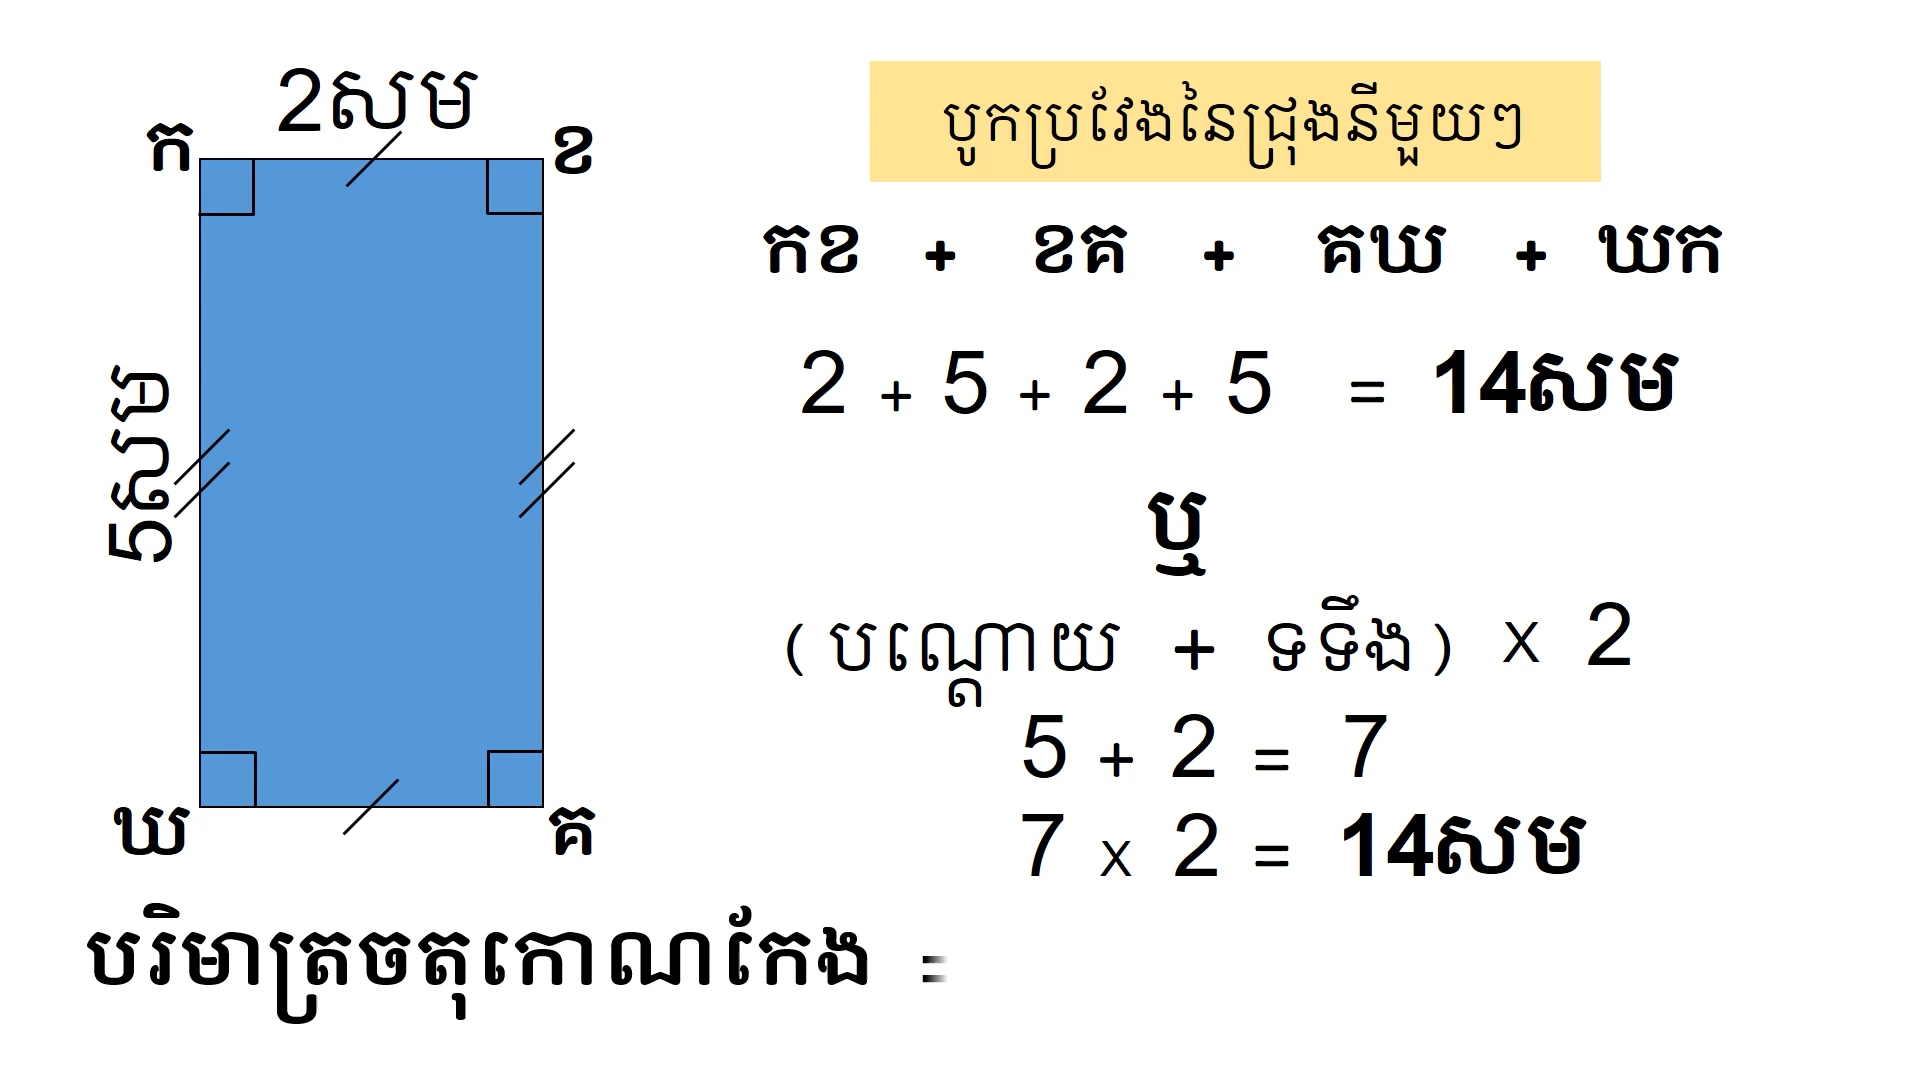 2សម
ក
ខ
5សម
ឃ
គ
បូកប្រវែងនៃជ្រុងនីមួយៗ
កខ + ខគ + គឃ + ឃក
2 + 5 + 2 + 5 = 14សម
ឬ
(បណ្ដោយ + ទទឹង) x 2
5 + 2 = 7
7 x 2 = 14សម
បរិមាត្រចតុកោណកែង =